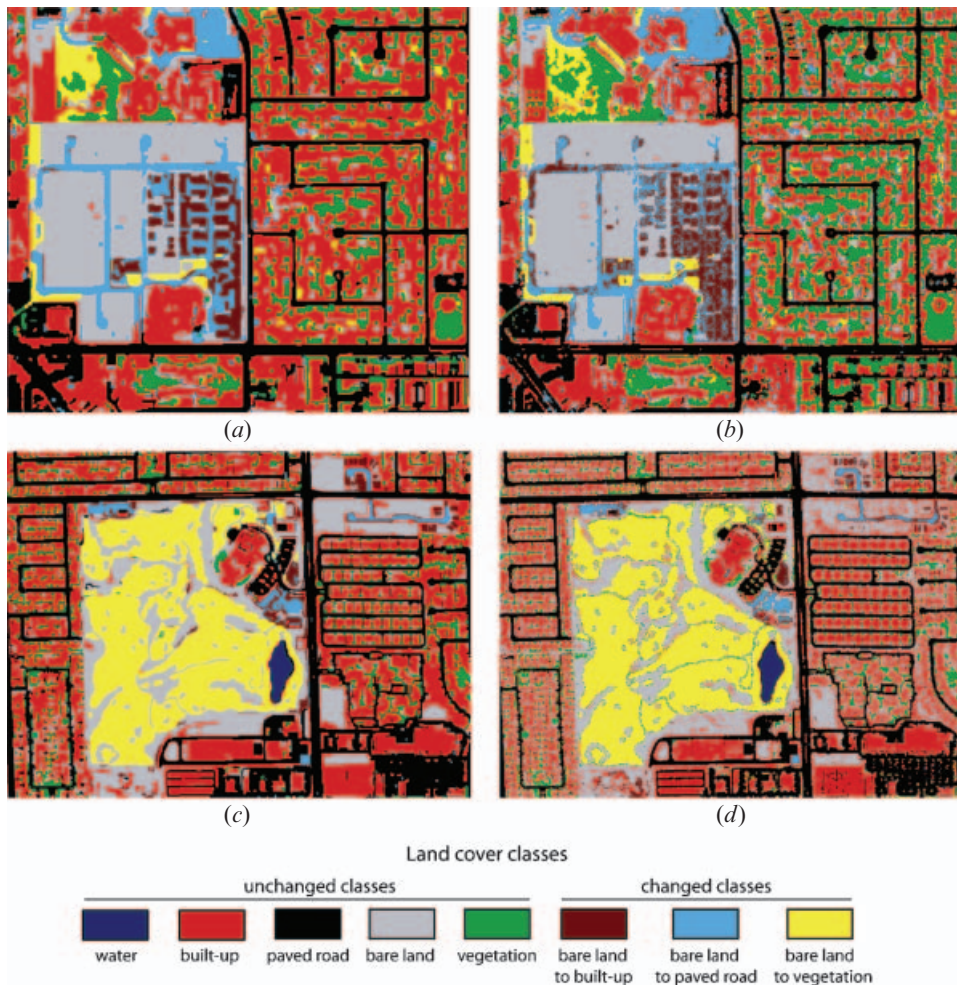 (a)
(b)
(c)
(d)
Land cover classes
unchanged classes
changed classes
water
built-up
paved road
bare land
vegetation
bare land
to built-up
bare land
to paved road
bare land
to vegetation